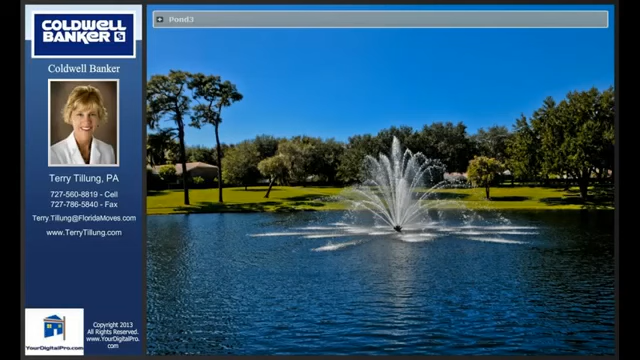 COLDWELL
BANKER
Coldwell Banker
Terry Tillung, PA
727-560-8819 - Cell
727-786-5840 - Fax
Terry.Tillung@FloridaMoves.com
www.TerryTillung.com
YourDigitalPro.com
Copyright 2013
All Rights Reserved.
www.YourDigitalPro.
com
Pond3